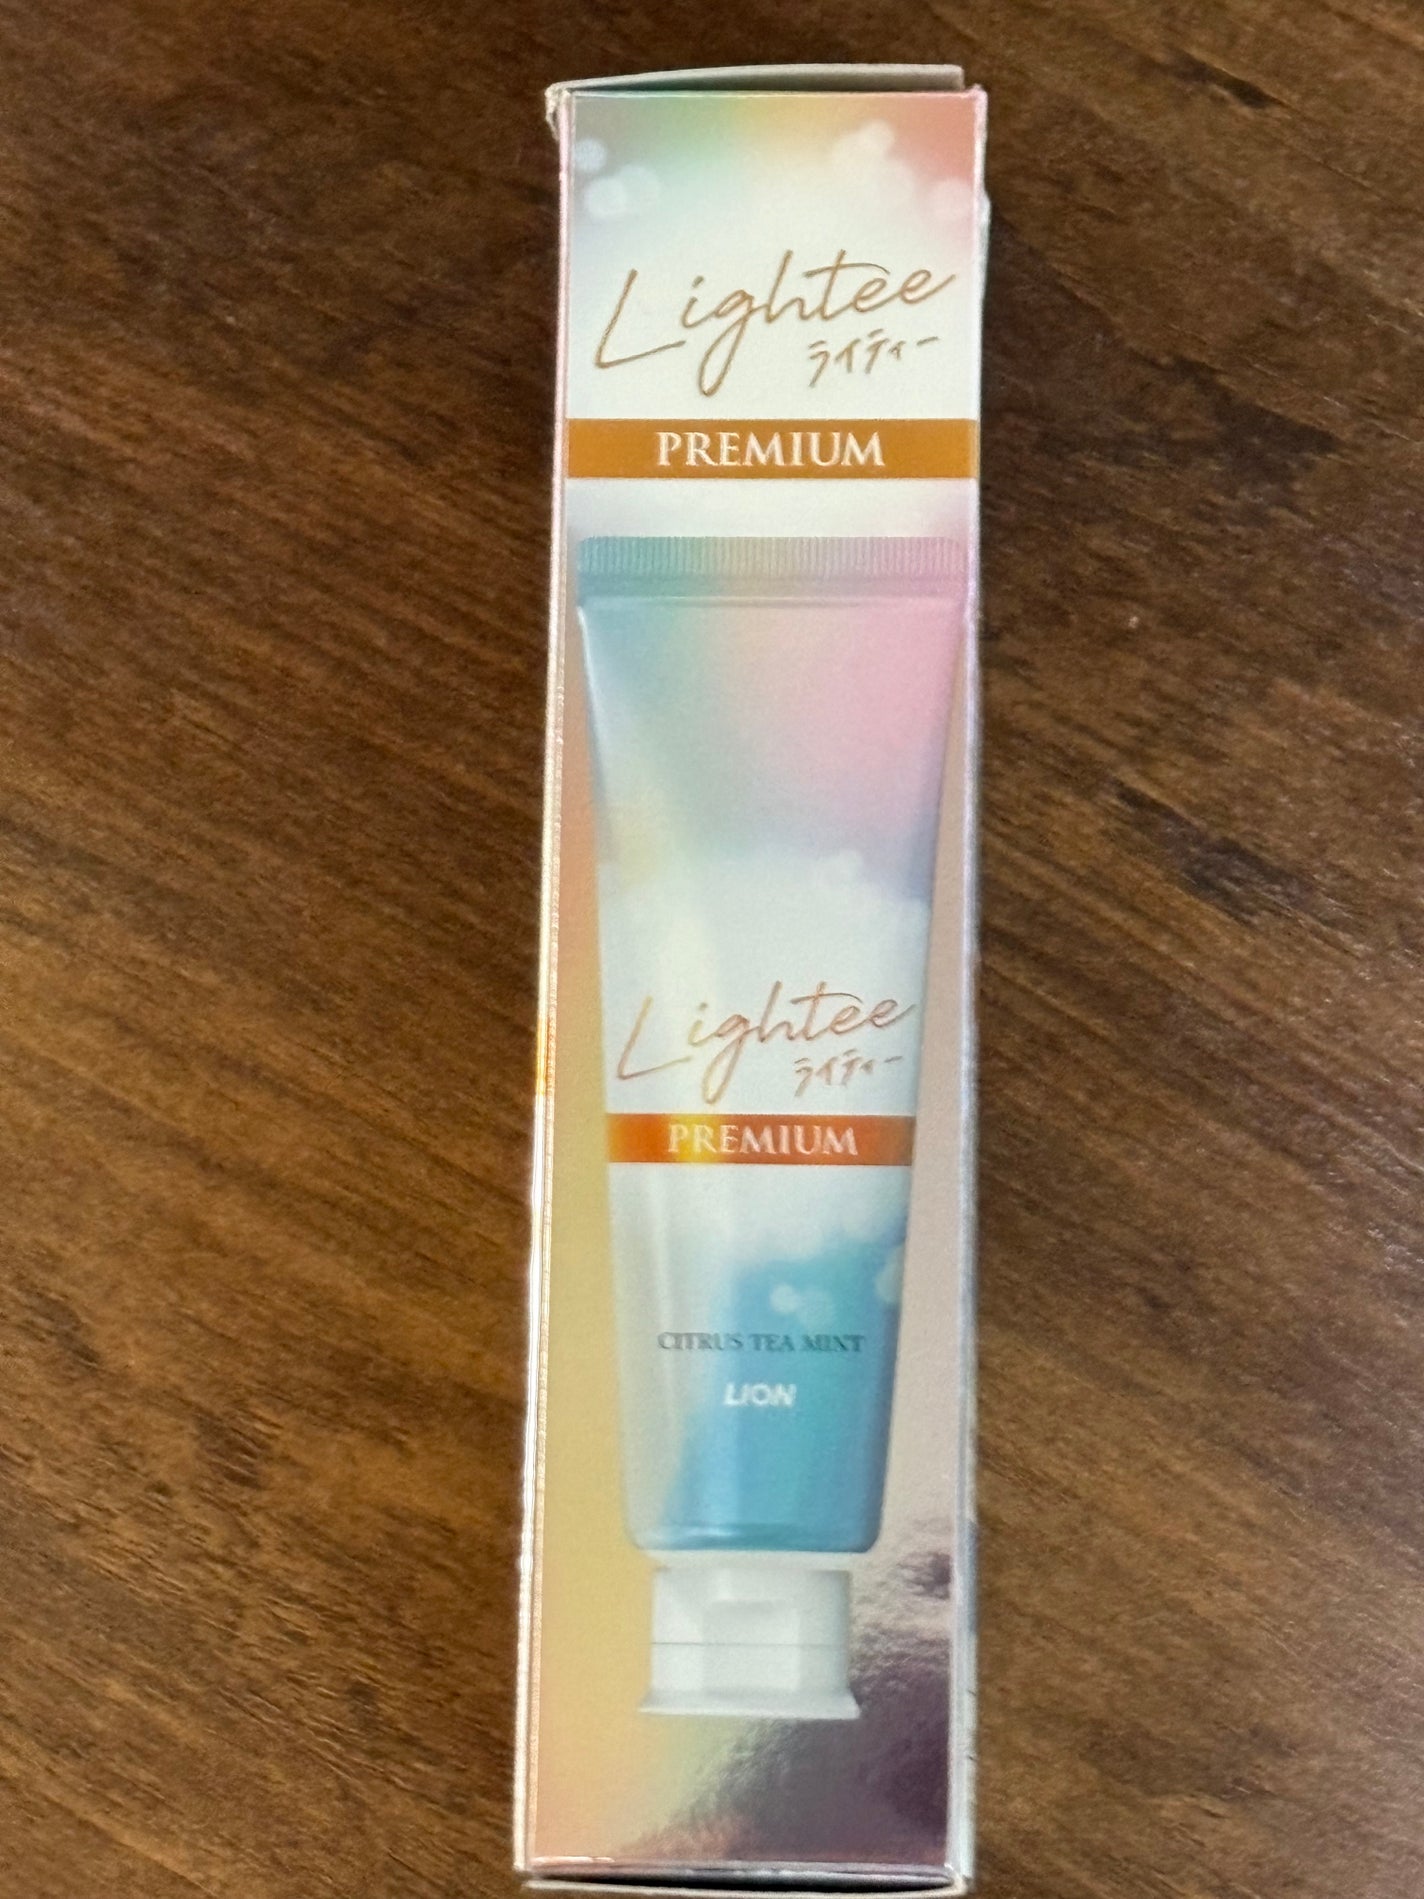 Lightee
ライティー
PREMIUM
Lightee
ライティー
PREMIUM
CITRUS TEA MINT
LION